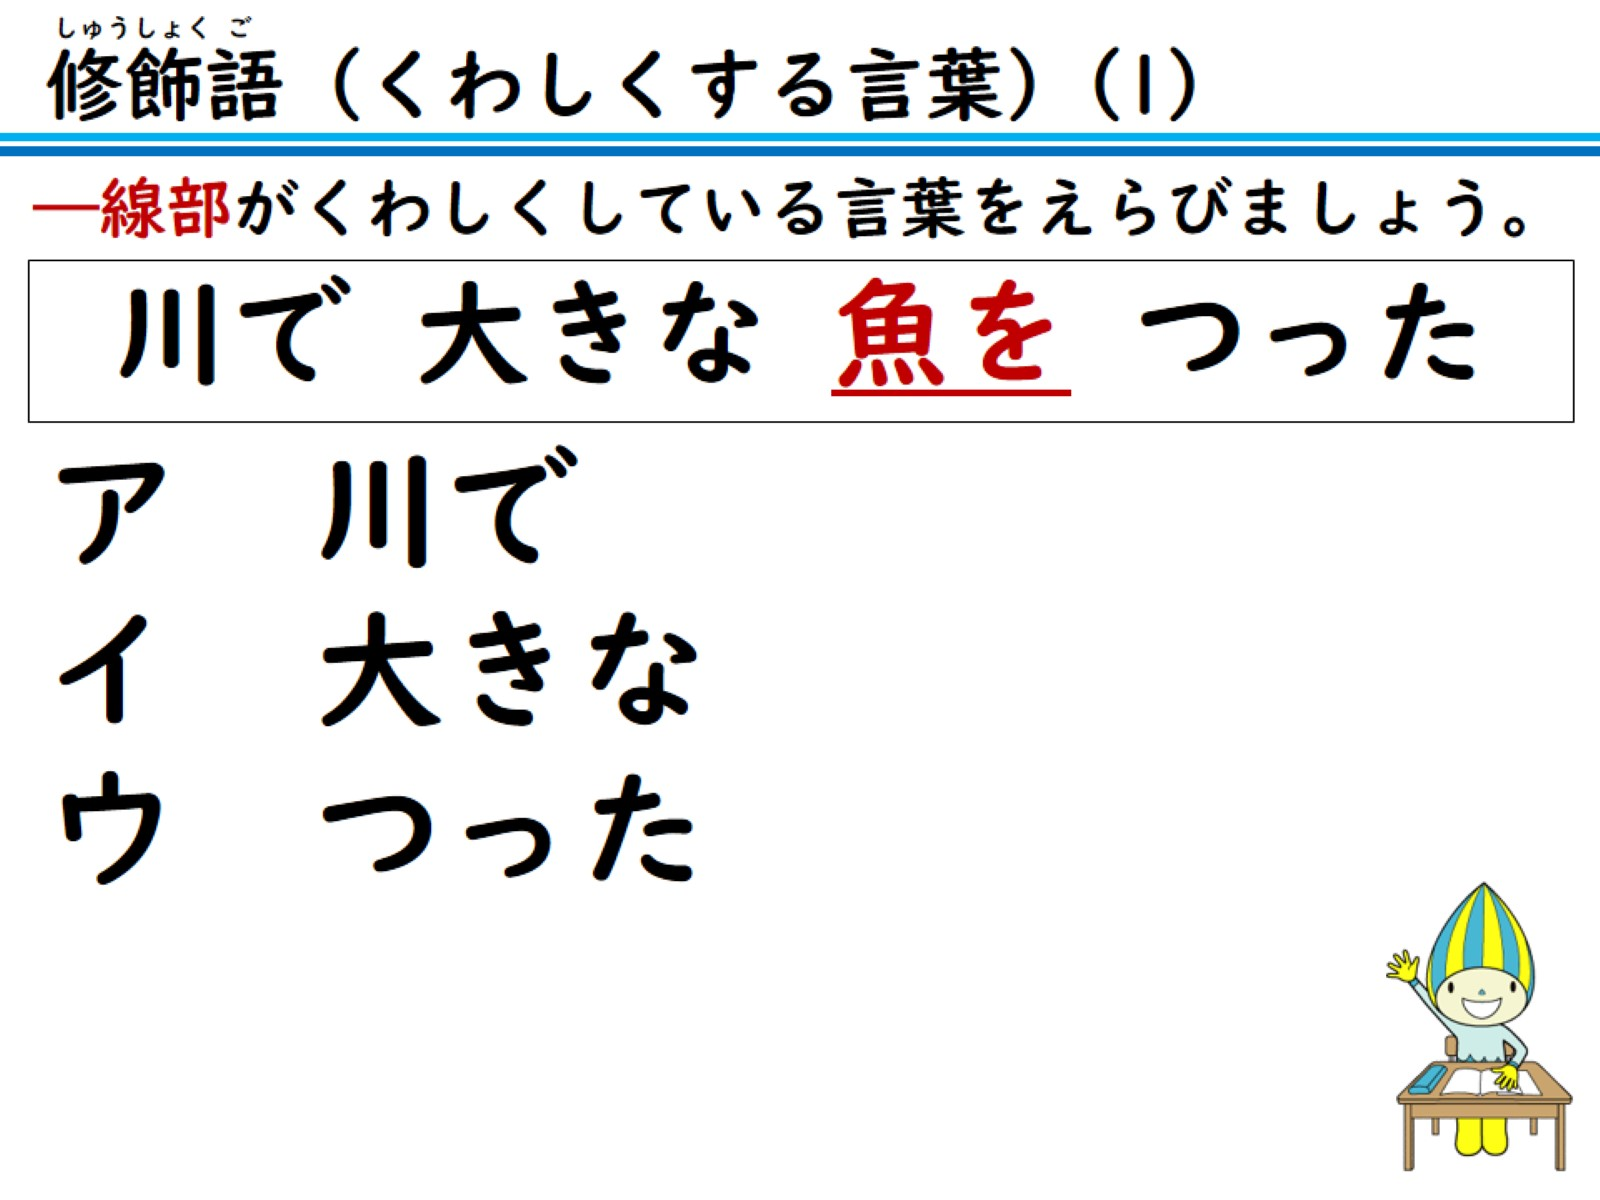 しゅうしょく ご
修飾語（くわしくする言葉）（1）
―線部がくわしくしている言葉をえらびましょう。
川で 大きな 魚を つった
ア 川で
イ 大きな
ウ つった